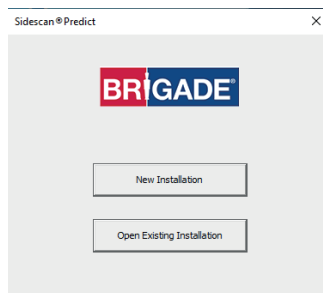 Sidescan®Predict
BRIGADE®
New Installation
Open Existing Installation